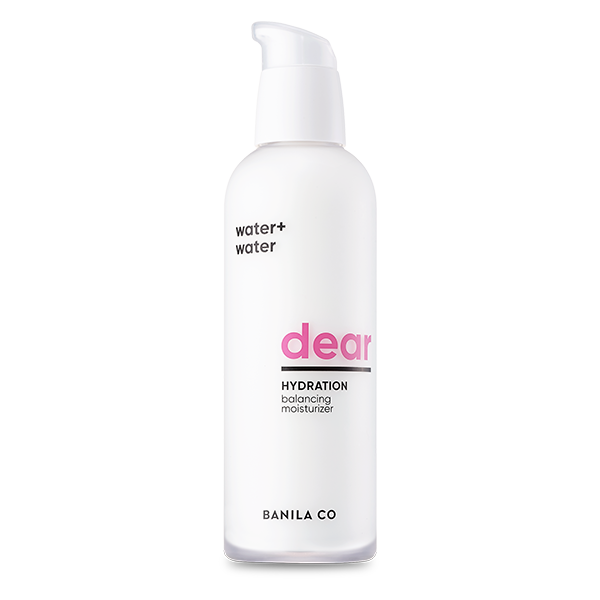 water+
water
dear
HYDRATION
balancing
moisturizer
BANILA CO